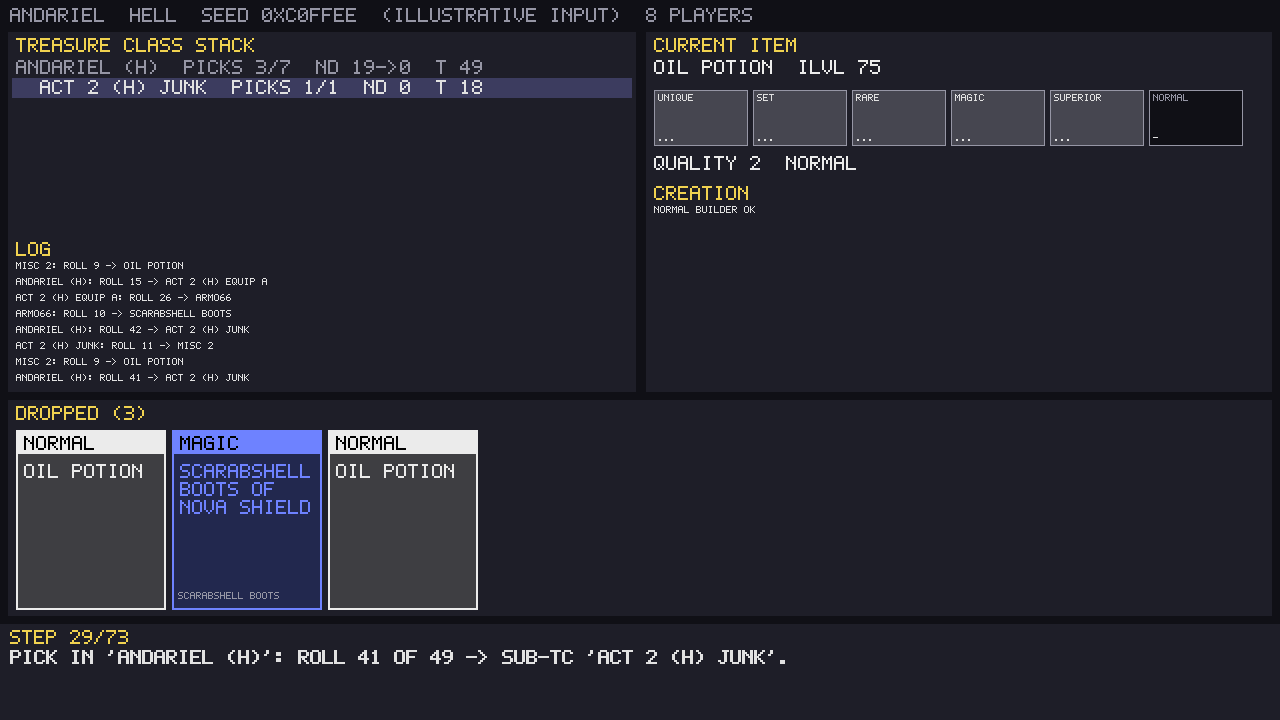 ANDARIEL  HELL  SEED 0XC0FFEE  (ILLUSTRATIVE INPUT)  8 PLAYERS
TREASURE CLASS STACK
ANDARIEL (H)  PICKS 3/7  ND 19->0  T 49
ACT 2 (H) JUNK  PICKS 1/1  ND 0  T 18
LOG
MISC 2: ROLL 9 -> OIL POTION
ANDARIEL (H): ROLL 15 -> ACT 2 (H) EQUIP A
ACT 2 (H) EQUIP A: ROLL 26 -> ARMO66
ARMO66: ROLL 10 -> SCARABSHELL BOOTS
ANDARIEL (H): ROLL 42 -> ACT 2 (H) JUNK
ACT 2 (H) JUNK: ROLL 11 -> MISC 2
MISC 2: ROLL 9 -> OIL POTION
ANDARIEL (H): ROLL 41 -> ACT 2 (H) JUNK
CURRENT ITEM
OIL POTION  ILVL 75
UNIQUE SET RARE MAGIC SUPERIOR NORMAL
... ... ... ... ... _
QUALITY 2  NORMAL
CREATION
NORMAL BUILDER OK
DROPPED (3)
NORMAL
OIL POTION
MAGIC
SCARABSHELL
BOOTS OF
NOVA SHIELD
SCARABSHELL BOOTS
NORMAL
OIL POTION
STEP 29/73
PICK IN 'ANDARIEL (H)': ROLL 41 OF 49 -> SUB-TC 'ACT 2 (H) JUNK'.